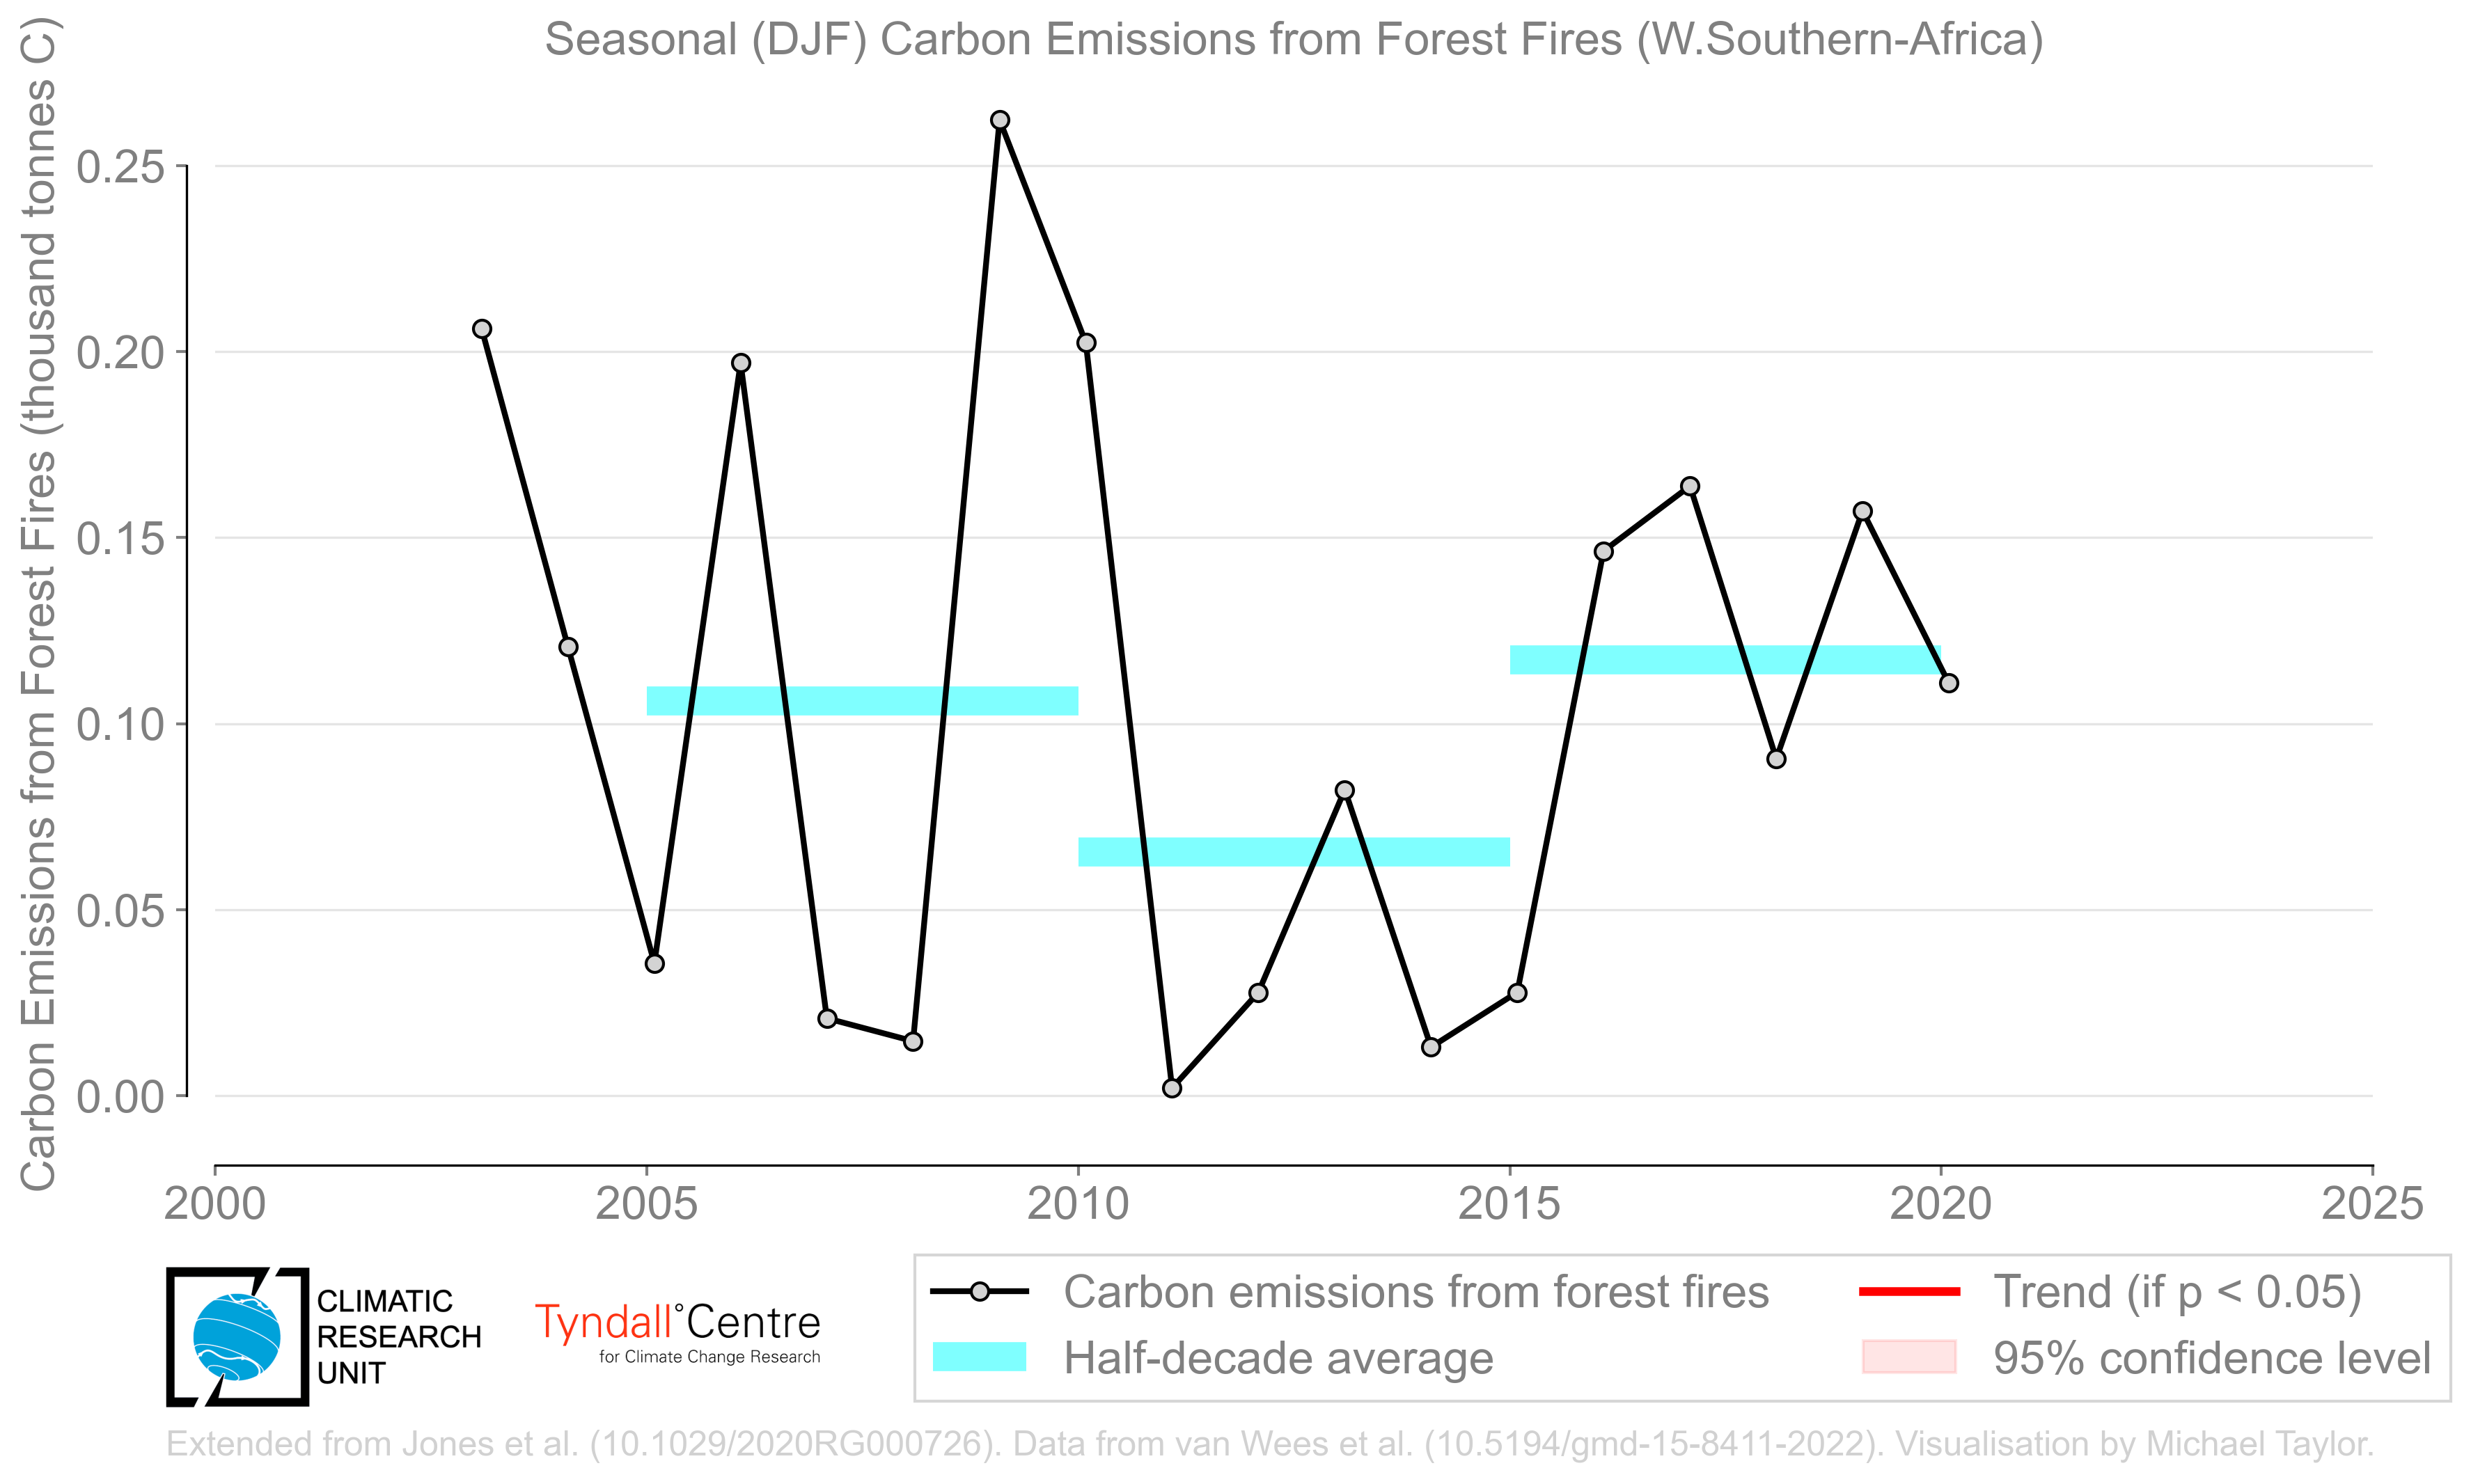 Seasonal (DJF) Carbon Emissions from Forest Fires (W.Southern-Africa)
Carbon Emissions from Forest Fires (thousand tonnes C)
0.25
0.20
0.15
0.10
0.05
0.00
2000
2005
2010
2015
2020
2025
CLIMATIC
RESEARCH
UNIT
Tyndall°Centre
for Climate Change Research
Carbon emissions from forest fires
Half-decade average
Trend (if p < 0.05)
95% confidence level
Extended from Jones et al. (10.1029/2020RG000726). Data from van Wees et al. (10.5194/gmd-15-8411-2022). Visualisation by Michael Taylor.